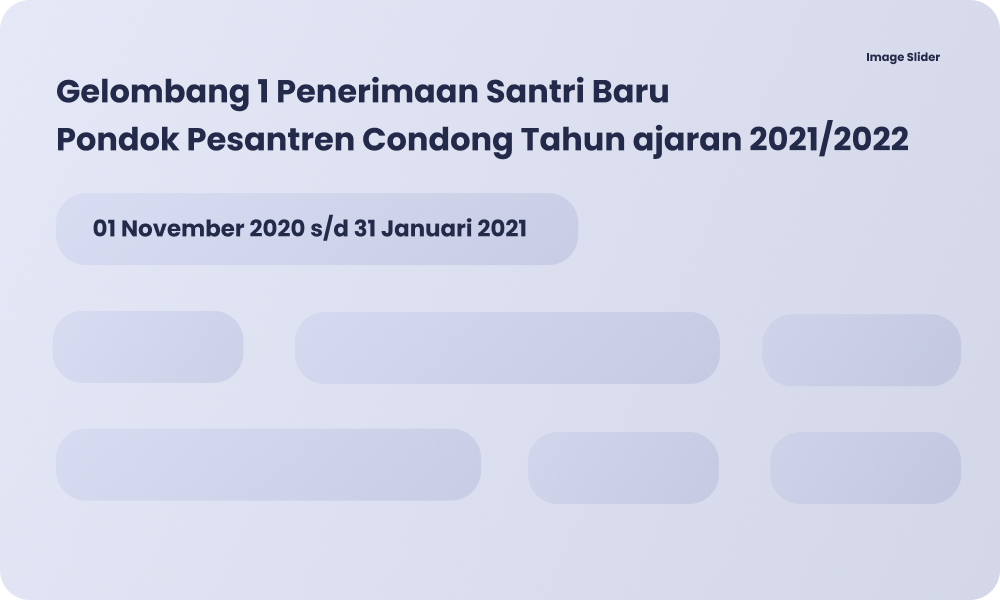 Image Slider
Gelombang 1 Penerimaan Santri Baru
Pondok Pesantren Condong Tahun ajaran 2021/2022
01 November 2020 s/d 31 Januari 2021